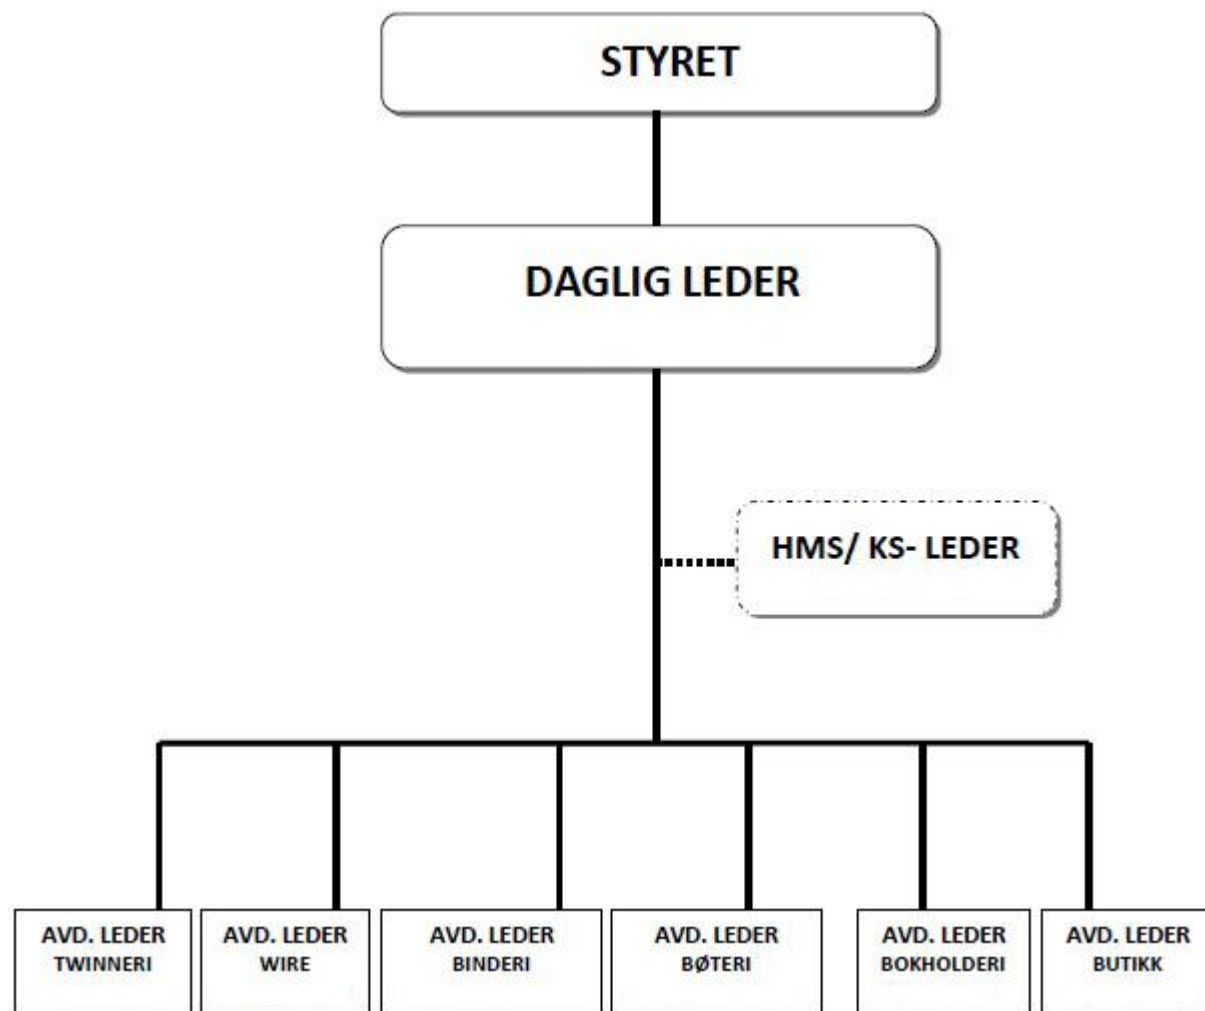 STYRET
DAGLIG LEDER
HMS/ KS- LEDER
AVD. LEDER
TWINNERI
AVD. LEDER
WIRE
AVD. LEDER
BINDERI
AVD. LEDER
BØTERI
AVD. LEDER
BOKHOLDERI
AVD. LEDER
BUTIKK